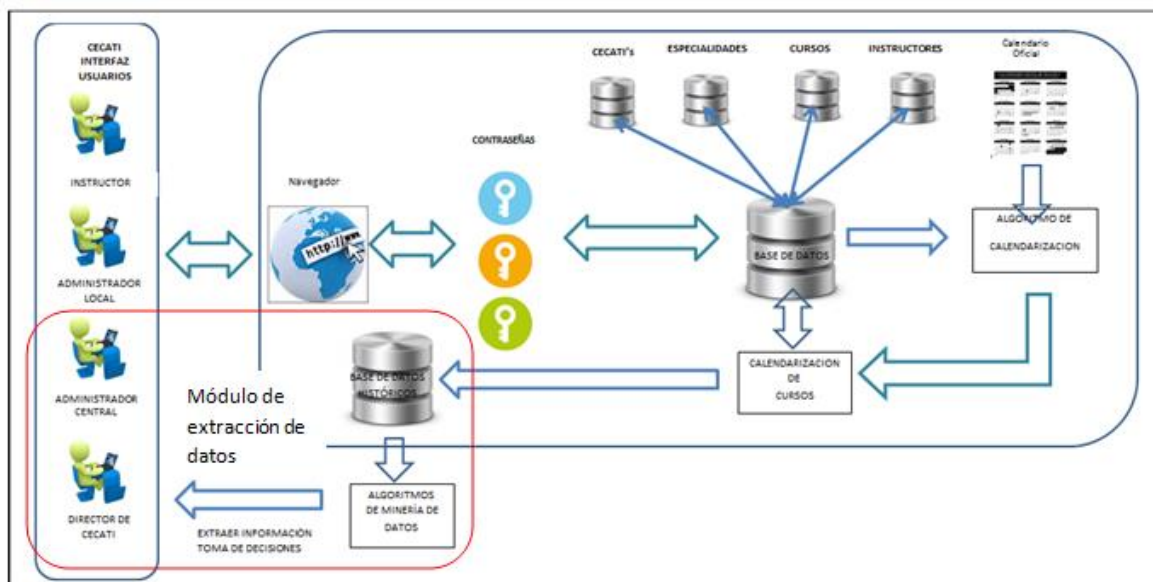 CECATI
INTERFAZ
USUARIOS
INSTRUCTOR
ADMINISTRADOR
LOCAL
ADMINISTRADOR
CENTRAL
DIRECTOR DE
CECATI
Navegador
http://www
CONTRASEÑAS
CECATI's
ESPECIALIDADES
CURSOS
INSTRUCTORES
Calendario
Oficial
BASE DE DATOS
ALGORITMO DE
CALENDARIZACION
CALENDARIZACION
DE
CURSOS
BASE DE DATOS
HISTÓRICOS
Módulo de
extracción de
datos
ALGORITMOS
DE MINERÍA DE
DATOS
EXTRAER INFORMACIÓN
TOMA DE DECISIONES